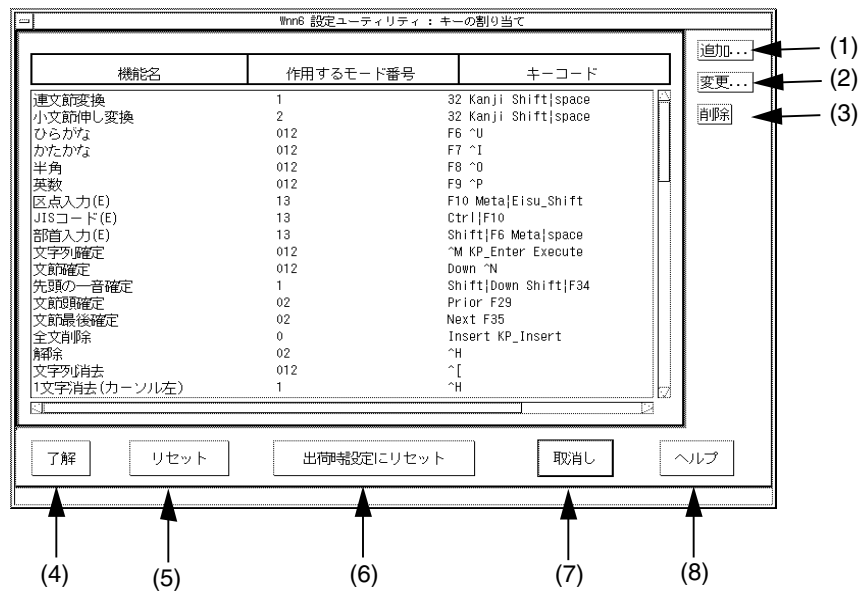 Wnn6 設定ユーティリティ : キーの割り当て
追加... (1)
機能名 作用するモード番号 キーコード
変更... (2)
連文節変換 1 32 Kanji Shift|space
小文節伸し変換 2 32 Kanji Shift|space
削除 (3)
ひらがな 012 F6 ^U
かたかな 012 F7 ^I
半角 012 F8 ^O
英数 012 F9 ^P
区点入力(E) 13 F10 Meta|Eisu_Shift
JISコード(E) 13 Ctrl|F10
部首入力(E) 13 Shift|F6 Meta|space
文字列確定 012 ^M KP_Enter Execute
文節確定 012 Down ^N
先頭の一音確定 1 Shift|Down Shift|F34
文節頭確定 02 Prior F29
文節最後確定 02 Next F35
全文削除 0 Insert KP_Insert
解除 02 ^H
文字列消去 012 ^[
1文字消去(カーソル左) 1 ^H
了解 リセット 出荷時設定にリセット 取消し ヘルプ
(4) (5) (6) (7) (8)